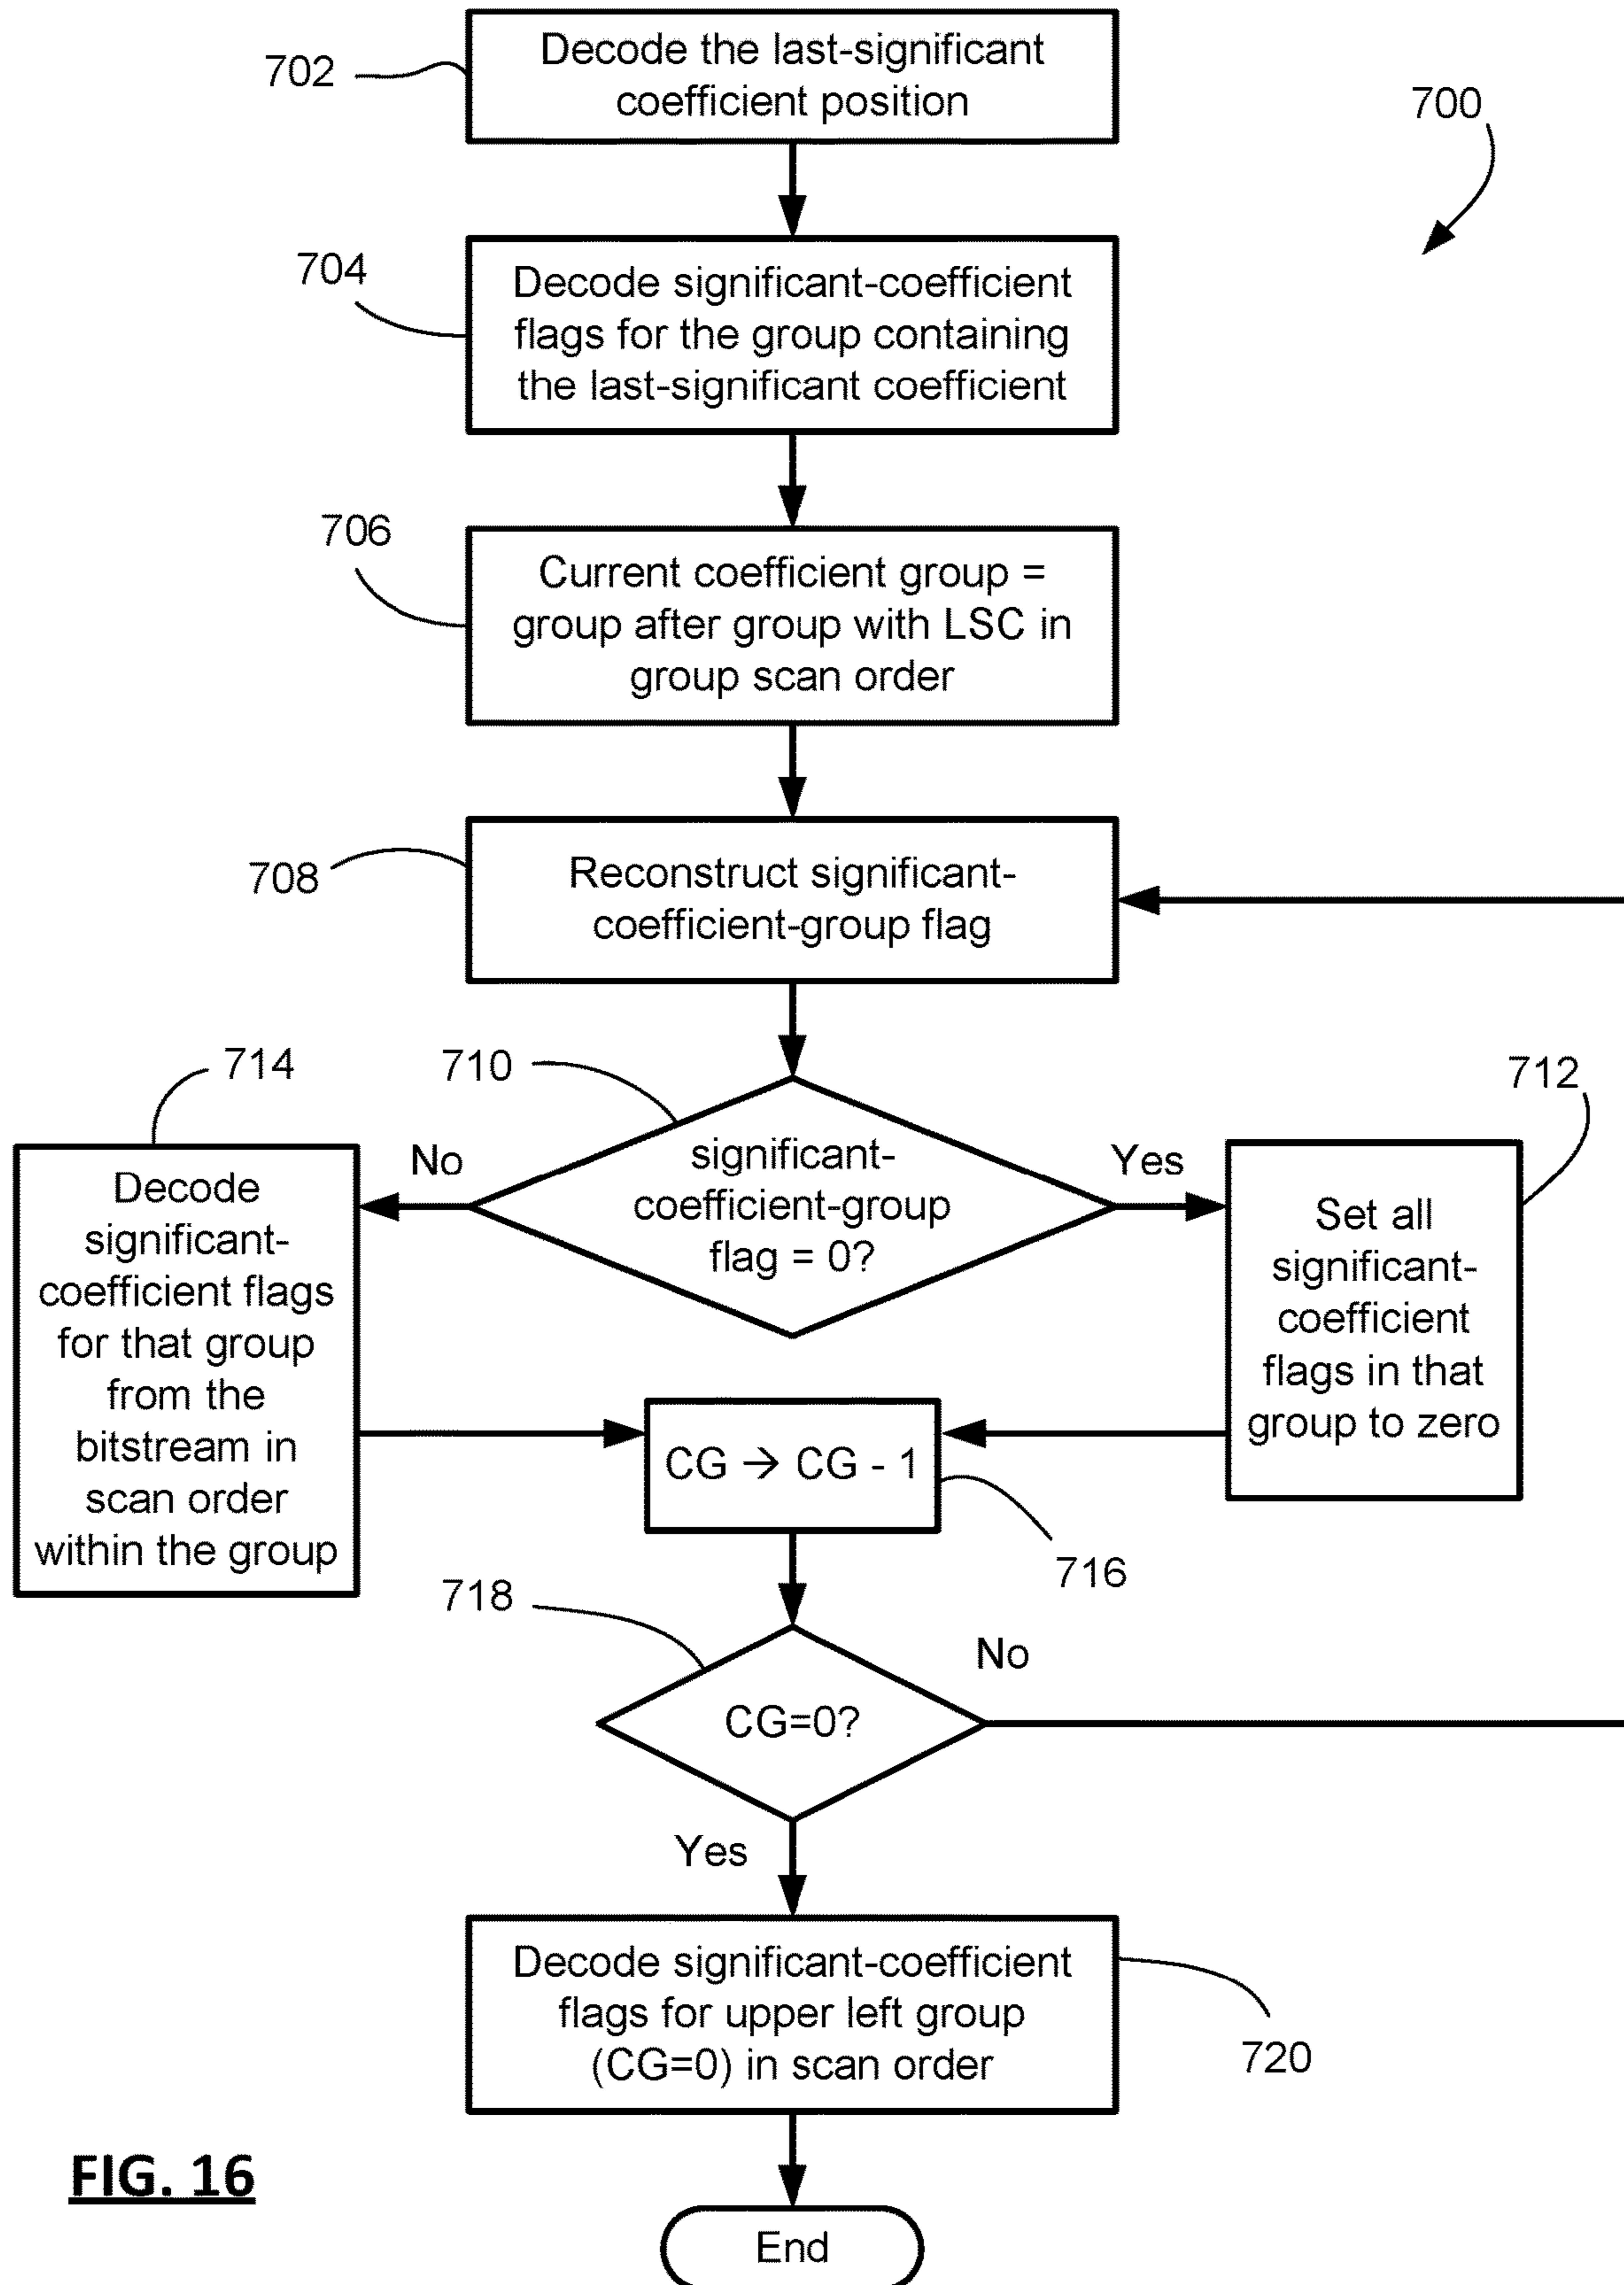 702
Decode the last-significant
coefficient position
700
704
Decode significant-coefficient
flags for the group containing
the last-significant coefficient
706
Current coefficient group =
group after group with LSC in
group scan order
708
Reconstruct significant-
coefficient-group flag
714
710
712
No
significant-
coefficient-group
flag = 0?
Yes
Decode
significant-
coefficient flags
for that group
from the
bitstream in
scan order
within the group
Set all
significant-
coefficient
flags in that
group to zero
CG → CG - 1
716
718
CG=0?
No
Yes
Decode significant-coefficient
flags for upper left group
(CG=0) in scan order
720
FIG. 16
End